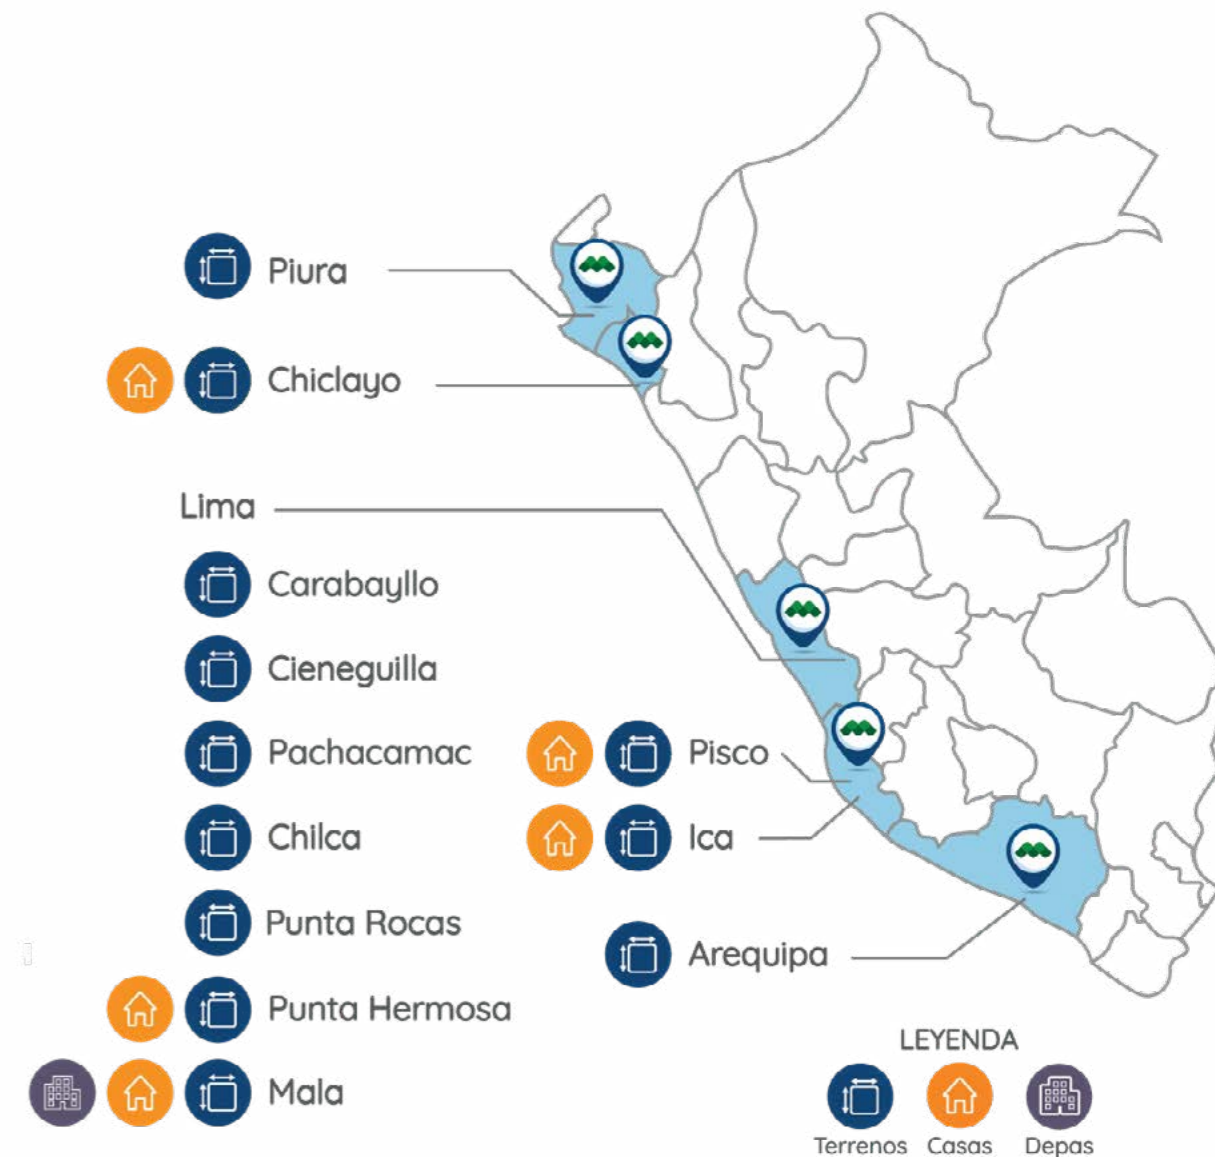 Piura
Chiclayo
Lima
Carabayllo
Cieneguilla
Pachacamac
Chilca
Punta Rocas
Punta Hermosa
Mala
Pisco
Ica
Arequipa
LEYENDA
Terrenos Casas Depas